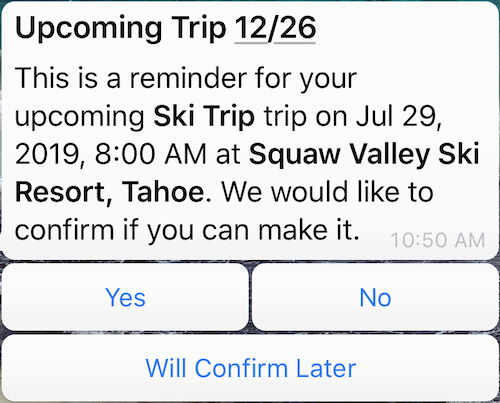 Upcoming Trip 12/26
This is a reminder for your
upcoming Ski Trip trip on Jul 29,
2019, 8:00 AM at Squaw Valley Ski
Resort, Tahoe. We would like to
confirm if you can make it.
10:50 AM
Yes
No
Will Confirm Later